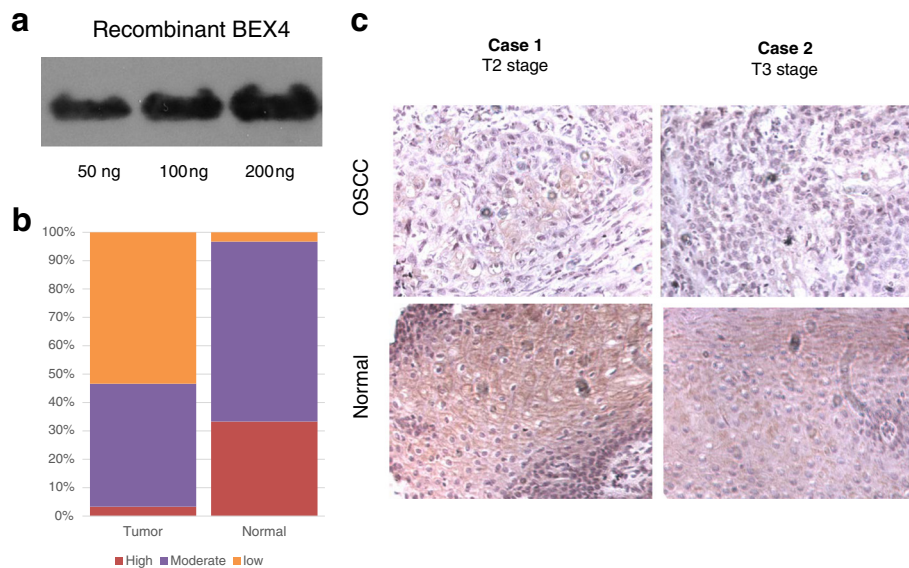 a
Recombinant BEX4
50 ng 100ng 200ng
b
100%
90%
80%
70%
60%
50%
40%
30%
20%
10%
0%
Tumor Normal
High Moderate low
c
Case 1
T2 stage
Case 2
T3 stage
OSCC
Normal